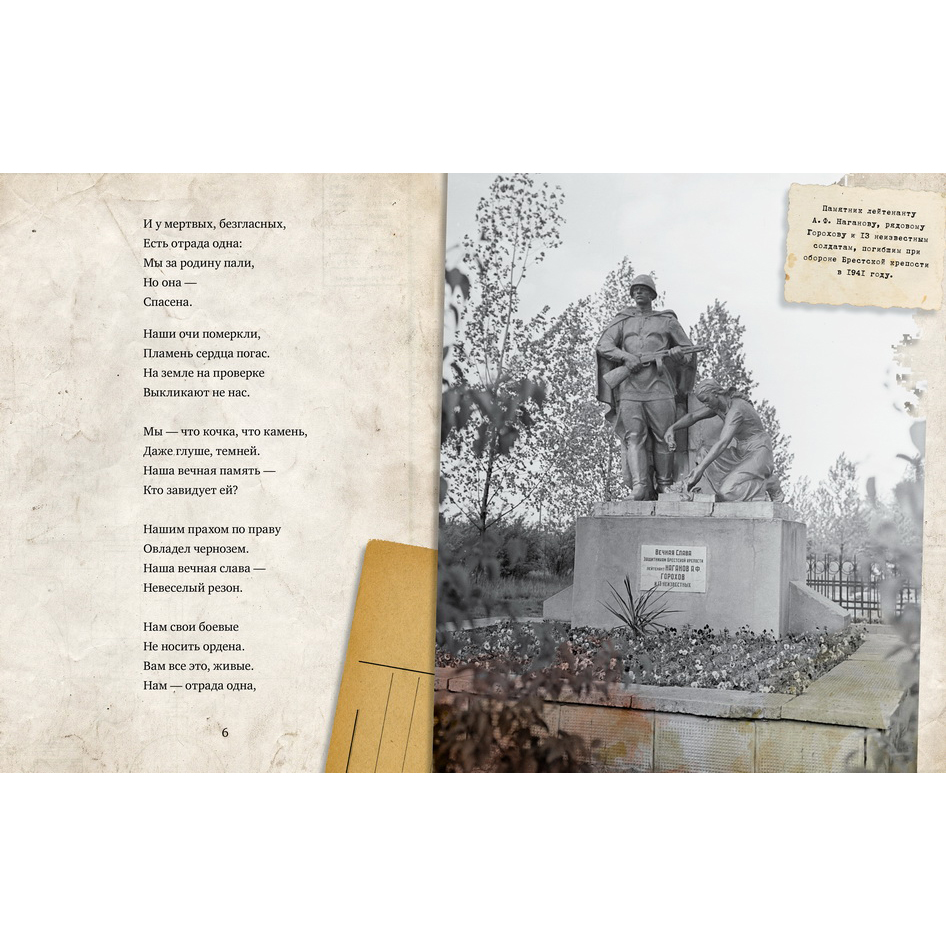 И у мертвых, безгласных,
Есть отрада одна:
Мы за родину пали,
Но она —
Спасена.
Наши очи померкли,
Пламень сердца погас.
На земле на проверке
Выкликают не нас.
Мы — что кочка, что камень,
Даже глуше, темней.
Наша вечная память —
Кто завидует ей?
Нашим прахом по праву
Овладел чернозем.
Наша вечная слава —
Невеселый резон.
Нам свои боевые
Не носить ордена.
Вам все это, живые.
Нам — отрада одна,
6
Памятник лейтенанту
А.Ф. Наганову, рядовому
Горохову и 13 неизвестным
солдатам, погибшим при
обороне Брестской крепости
в 1941 году.
Вечная Слава
защитникам Брестской крепости
лейтенант Наганов А Ф
Горохов
и 13 неизвестных